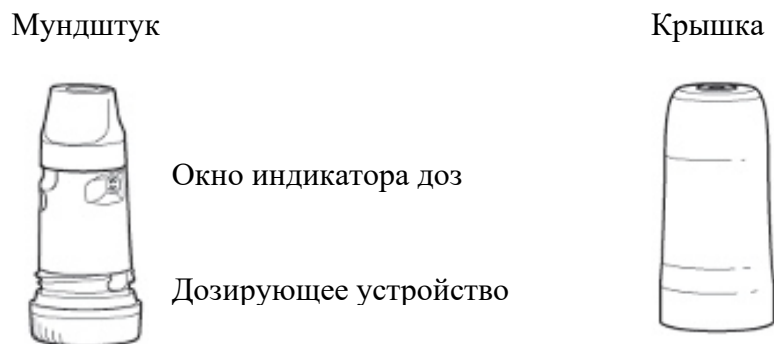 Мундштук
Крышка
Окно индикатора доз
Дозирующее устройство